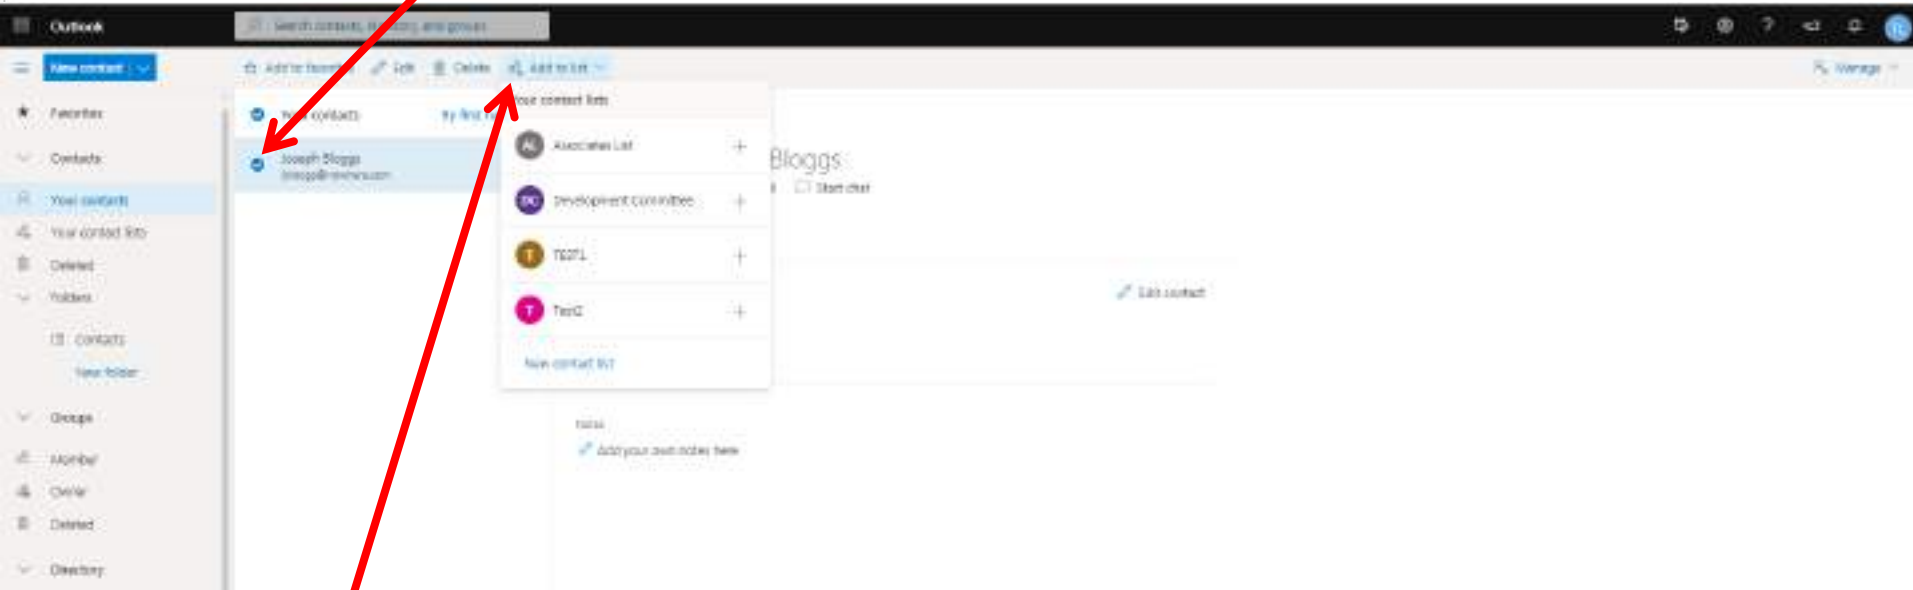 Outlook
Search contacts, directory, and groups
New contact
Add to favorites Edit Delete Add to list
Manage
Favorites
Contacts
Your contacts
Your contact lists
Deleted
Folders
Contacts
New folder
Groups
Member
Owner
Deleted
Directory
Your contacts By first
Joseph Bloggs
Your contact lists
AL Associates List
DC Development Committee
T TEST1
T Test2
New contact list
Bloggs
Start chat
Edit contact
Notes
Add your own notes here